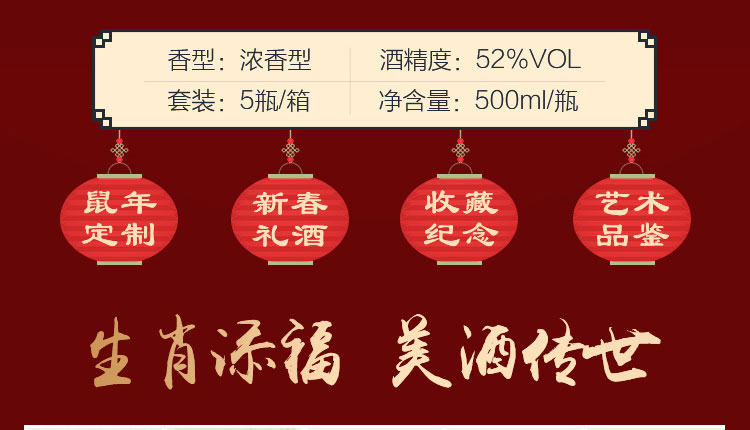 香型：浓香型 酒精度：52%VOL
套装：5瓶/箱 净含量：500ml/瓶
鼠年 新春 收藏 艺术
定制 礼酒 纪念 品鉴
生肖添福 美酒传世